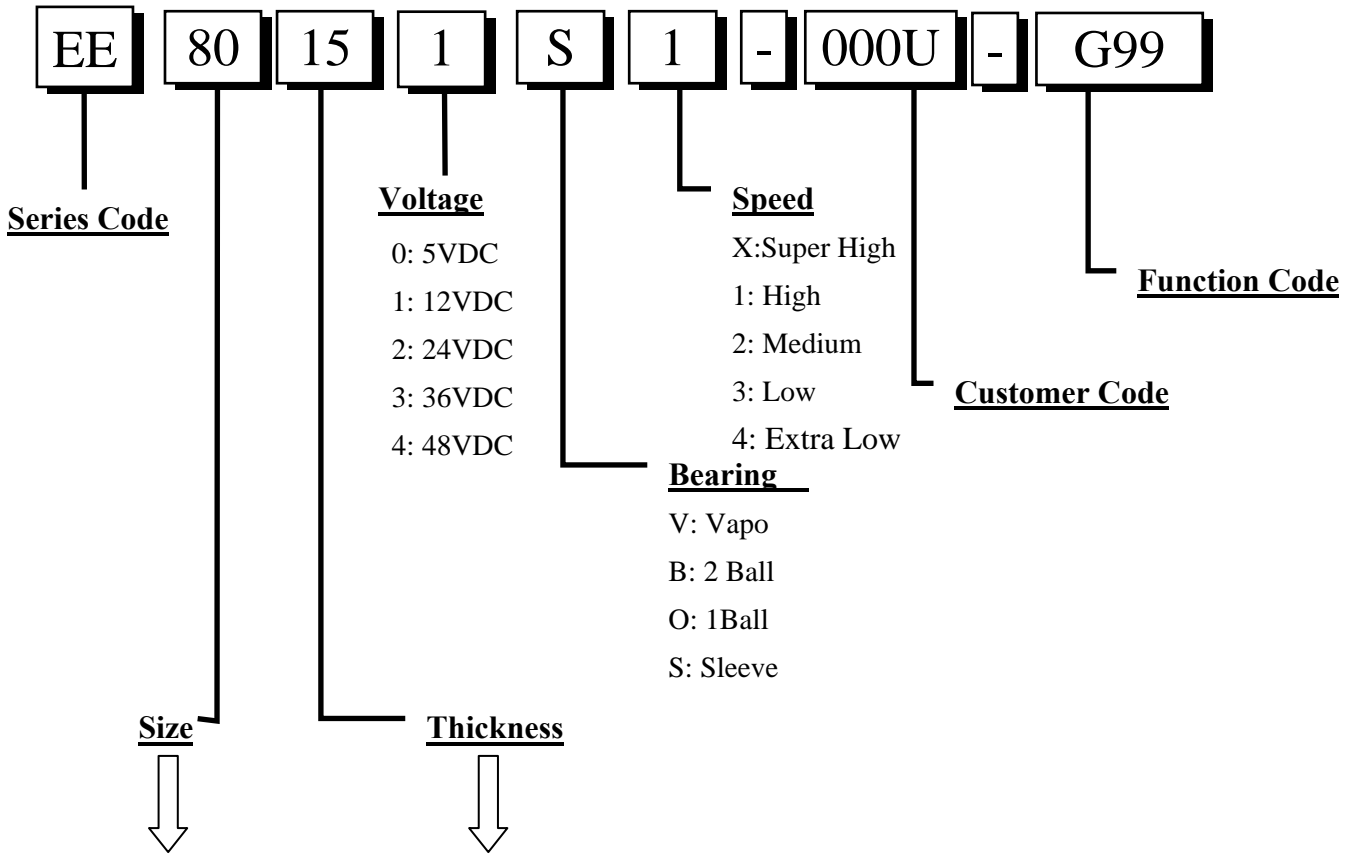 EE 80 15 1 S 1 - 000U - G99
Series Code
Voltage
0: 5VDC
1: 12VDC
2: 24VDC
3: 36VDC
4: 48VDC
Speed
X:Super High
1: High
2: Medium
3: Low
4: Extra Low
Function Code
Customer Code
Bearing
V: Vapo
B: 2 Ball
O: 1Ball
S: Sleeve
Size
Thickness